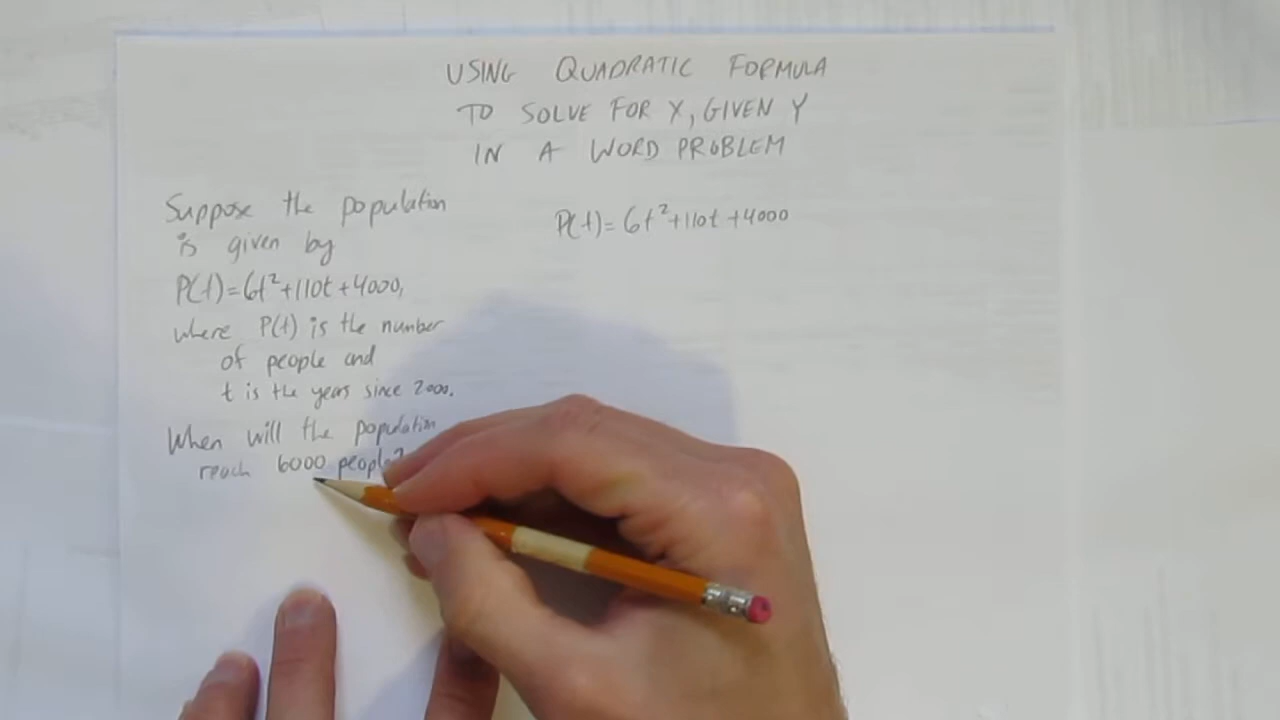 USING QUADRATIC FORMULA
TO SOLVE FOR X, GIVEN Y
IN A WORD PROBLEM
Suppose the population
is given by
P(t)=6t²+110t+4000,
where P(t) is the number
of people and
t is the years since 2000.
When will the population
reach 6000 people?
P(t)=6t²+110t+4000